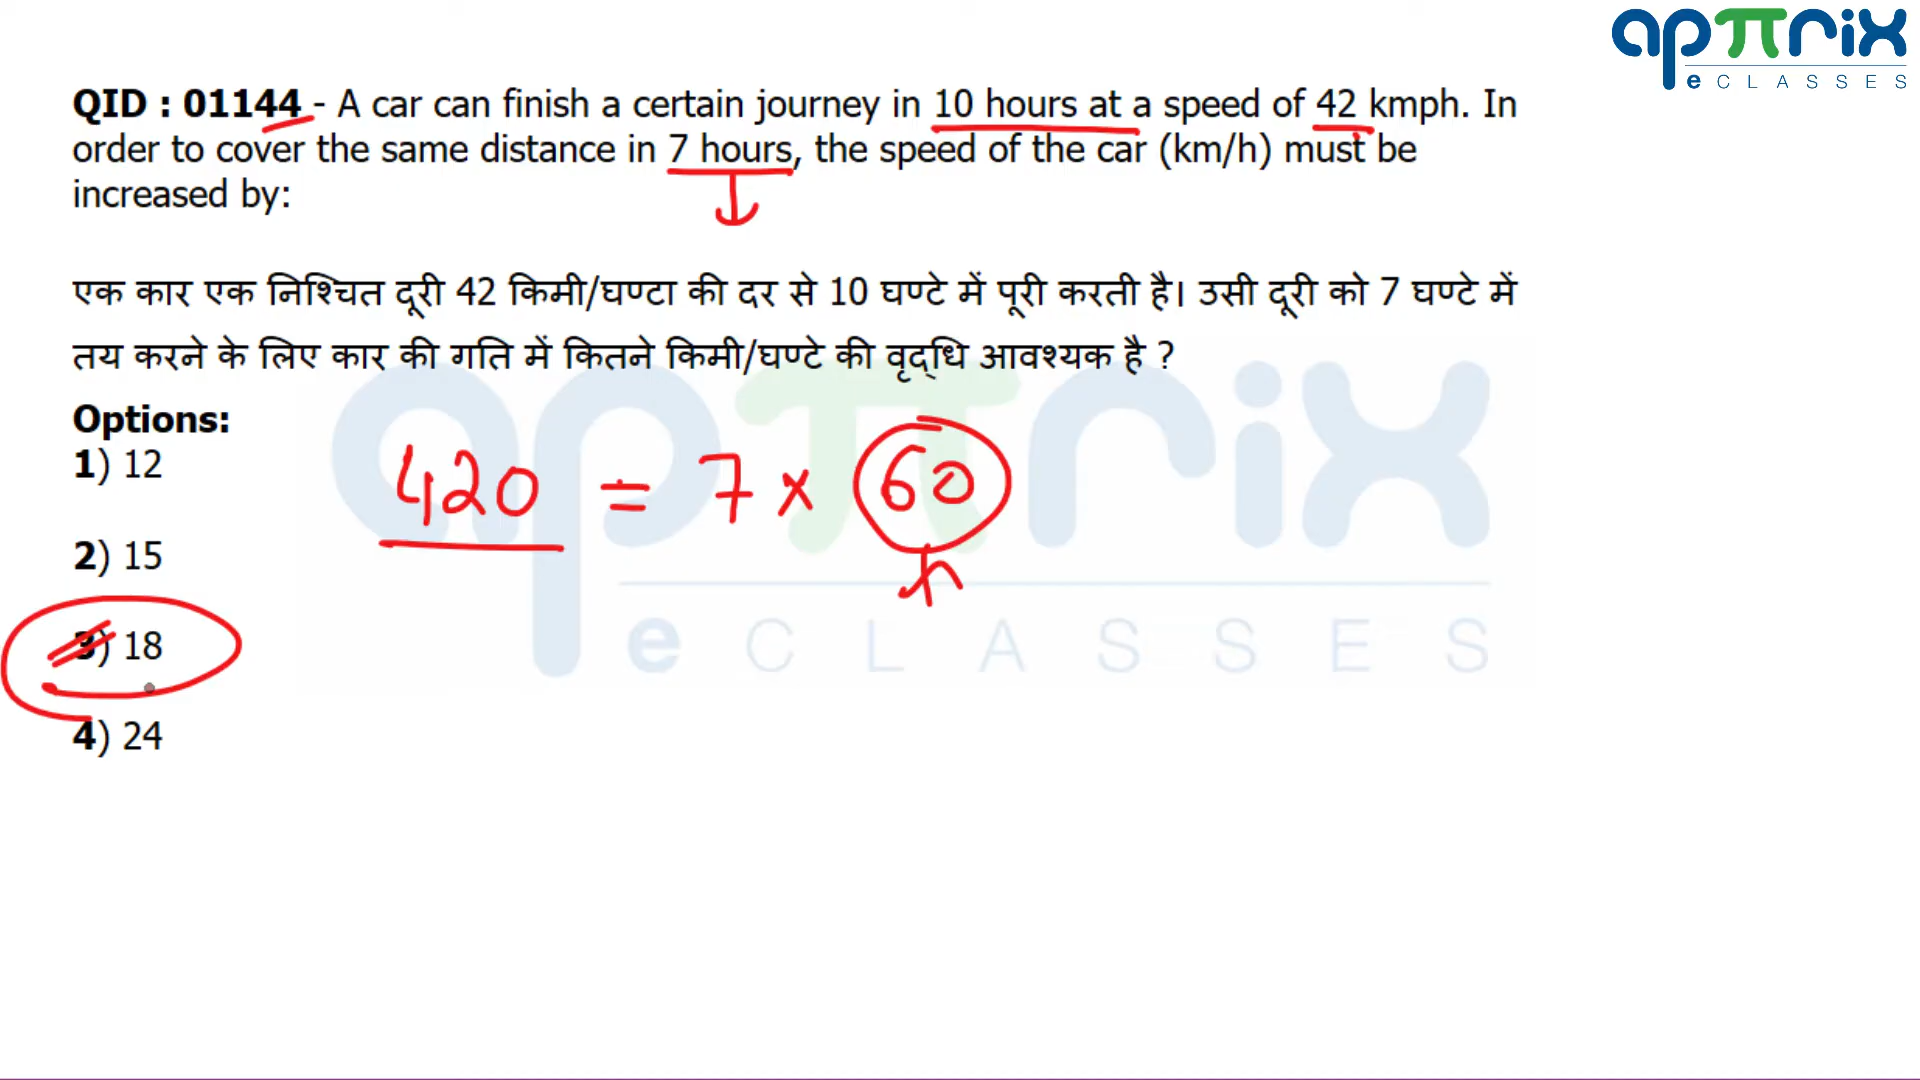 apπrix
eCLASSES
QID : 01144 - A car can finish a certain journey in 10 hours at a speed of 42 kmph. In
order to cover the same distance in 7 hours, the speed of the car (km/h) must be
increased by:
एक कार एक निश्चित दूरी 42 किमी/घण्टा की दर से 10 घण्टे में पूरी करती है। उसी दूरी को 7 घण्टे में
तय करने के लिए कार की गति में कितने किमी/घण्टे की वृद्धि आवश्यक है ?
Options:
1) 12
420 = 7 × 60
2) 15
3) 18
4) 24
apπrix
eCLASSES